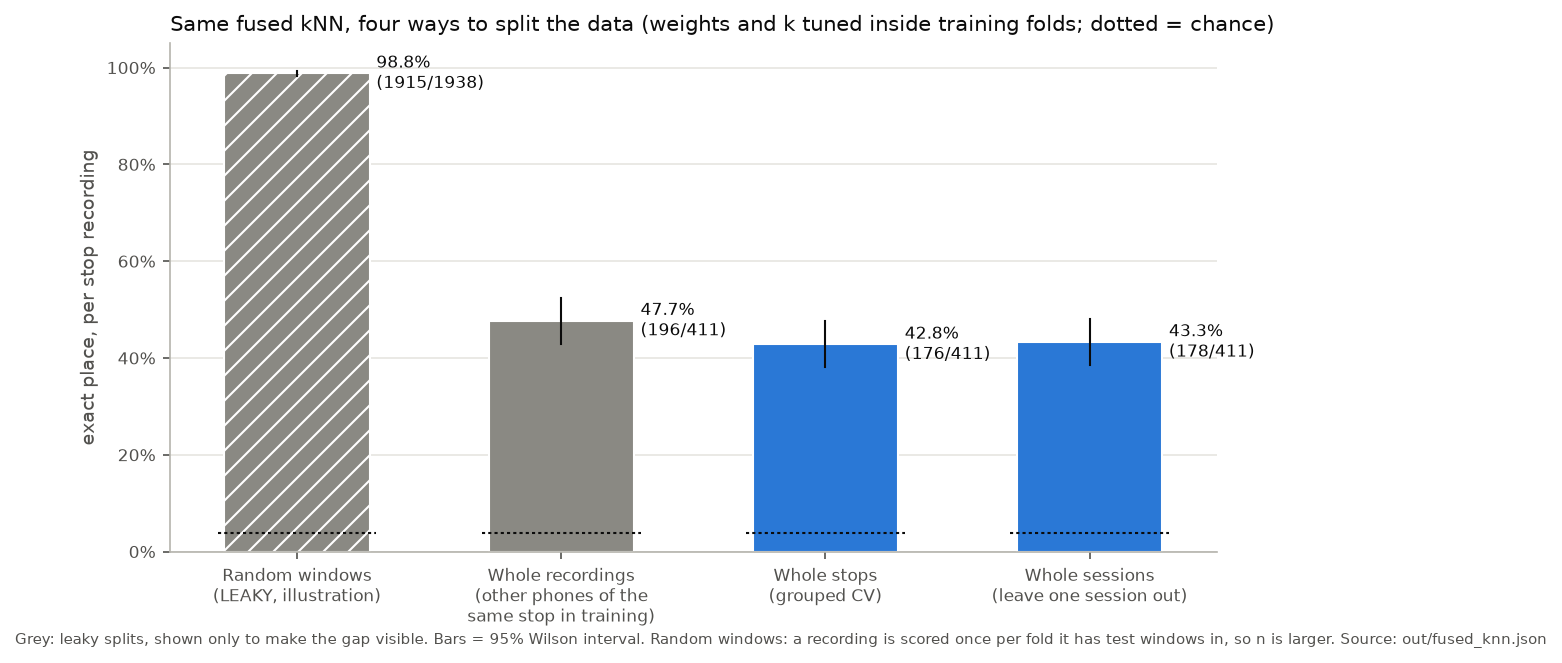 Same fused kNN, four ways to split the data (weights and k tuned inside training folds; dotted = chance)
exact place, per stop recording
100%
80%
60%
40%
20%
0%
98.8%
(1915/1938)
47.7%
(196/411)
42.8%
(176/411)
43.3%
(178/411)
Random windows
(LEAKY, illustration)
Whole recordings
(other phones of the
same stop in training)
Whole stops
(grouped CV)
Whole sessions
(leave one session out)
Grey: leaky splits, shown only to make the gap visible. Bars = 95% Wilson interval. Random windows: a recording is scored once per fold it has test windows in, so n is larger. Source: out/fused_knn.json